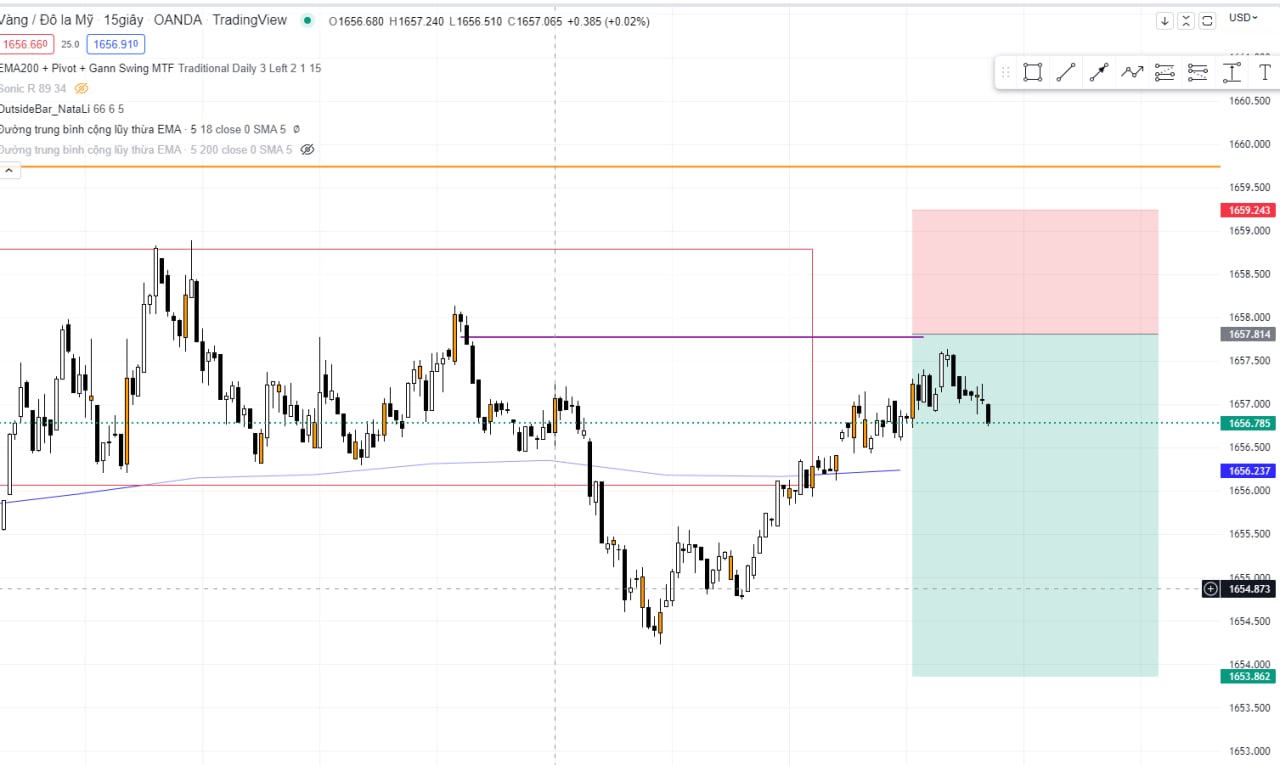 Vàng / Đô la Mỹ · 15giây · OANDA · TradingView O1656.680 H1657.240 L1656.510 C1657.065 +0.385 (+0.02%)
USD
1656.660 25.0 1656.910
EMA200 + Pivot + Gann Swing MTF Traditional Daily 3 Left 2 1 15
T
Sonic R 89 34
OutsideBar_NataLi 66 6 5
Đường trung bình cộng lũy thừa EMA · 5 18 close 0 SMA 5 Ø
Đường trung bình cộng lũy thừa EMA · 5 200 close 0 SMA 5
1660.500
1660.000
1659.500
1659.243
1659.000
1658.500
1658.000
1657.814
1657.500
1657.000
1656.785
1656.500
1656.237
1656.000
1655.500
1655.000
1654.873
1654.500
1654.000
1653.862
1653.500
1653.000